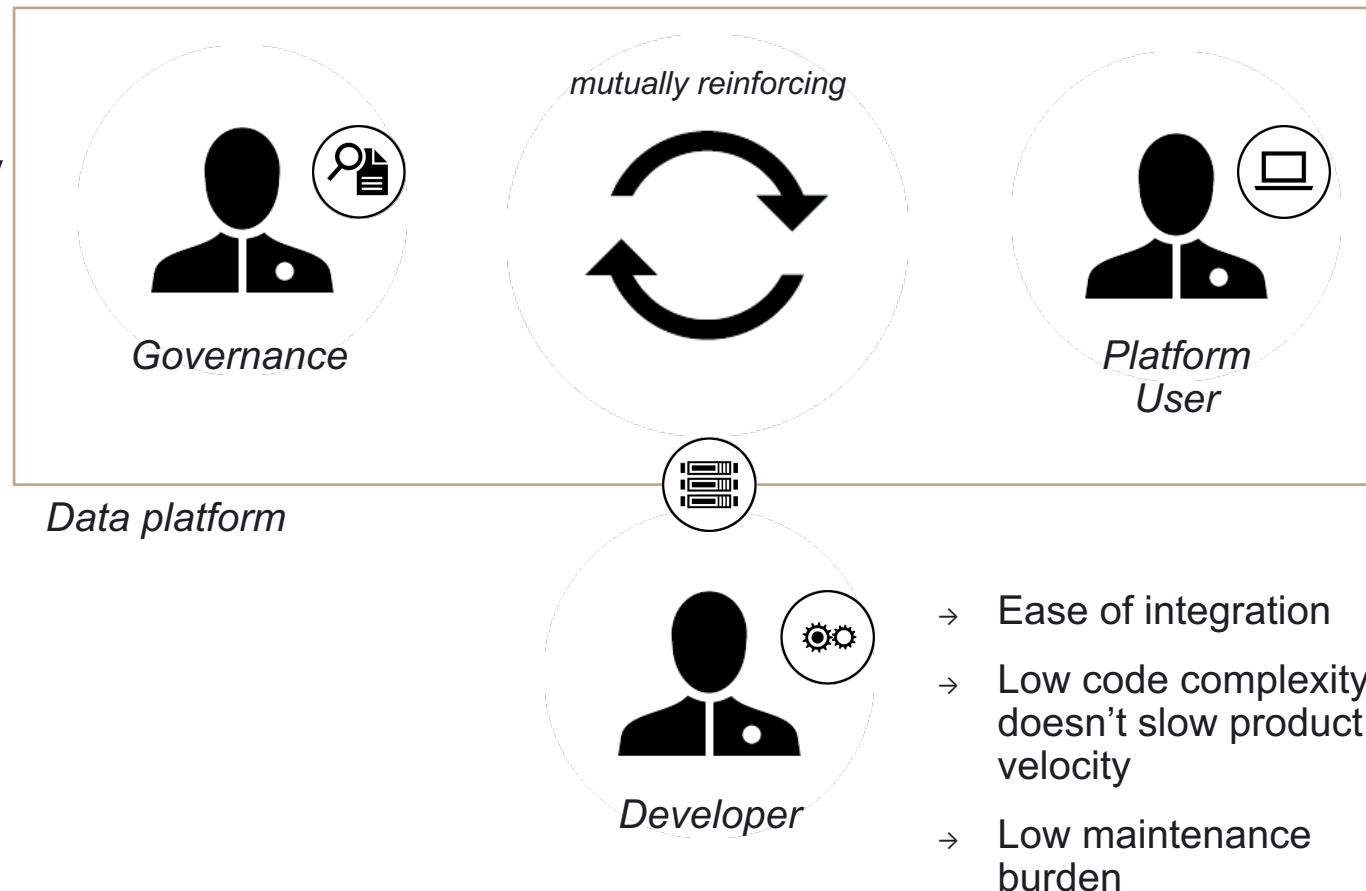 mutually reinforcing
Governance
Platform
User
Data platform
Developer
→ Ease of integration
→ Low code complexity
doesn’t slow product
velocity
→ Low maintenance
burden